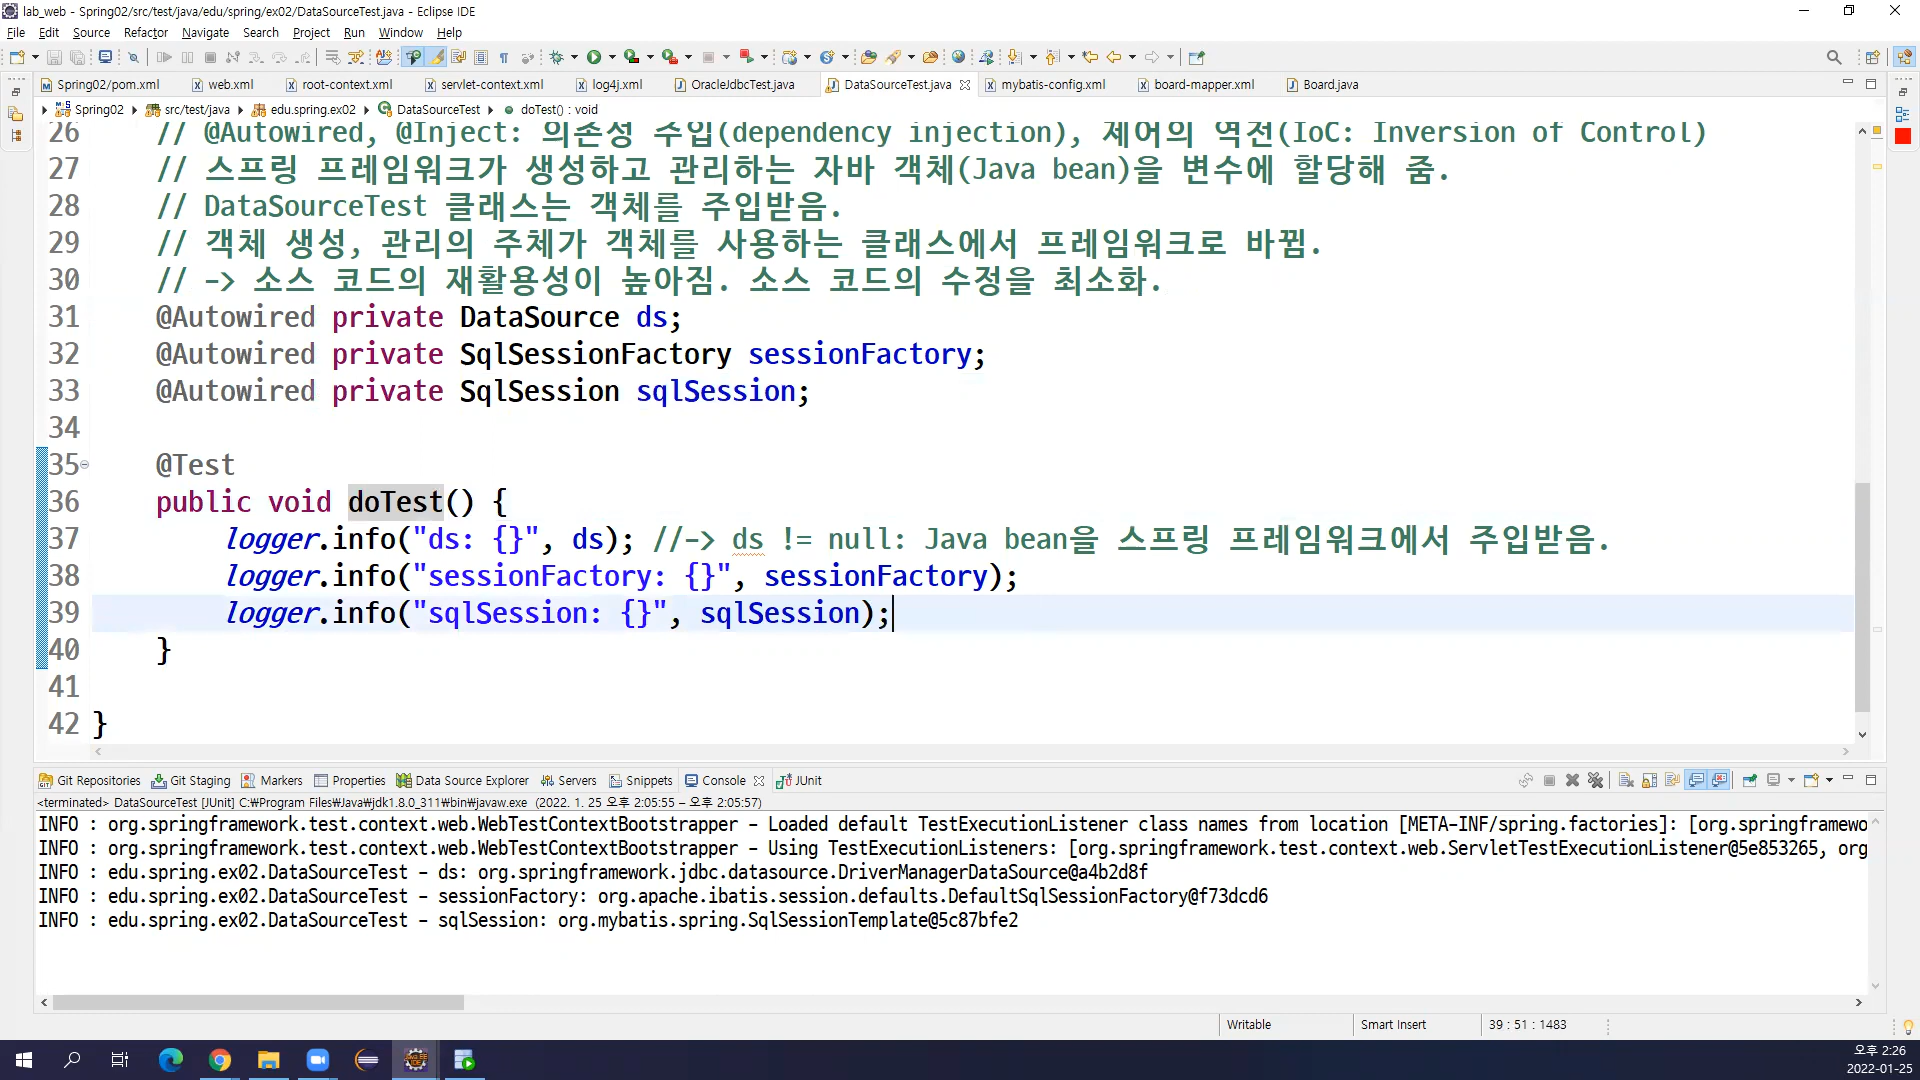 lab_web - Spring02/src/test/java/edu/spring/ex02/DataSourceTest.java - Eclipse IDE
File Edit Source Refactor Navigate Search Project Run Window Help
Spring02/pom.xml web.xml root-context.xml servlet-context.xml log4j.xml OracleJdbcTest.java DataSourceTest.java mybatis-config.xml board-mapper.xml Board.java
Spring02 src/test/java edu.spring.ex02 DataSourceTest doTest() : void
26 // @Autowired, @Inject: 의존성 주입(dependency injection), 제어의 역전(IoC: Inversion of Control)
27 // 스프링 프레임워크가 생성하고 관리하는 자바 객체(Java bean)을 변수에 할당해 줌.
28 // DataSourceTest 클래스는 객체를 주입받음.
29 // 객체 생성, 관리의 주체가 객체를 사용하는 클래스에서 프레임워크로 바뀜.
30 // -> 소스 코드의 재활용성이 높아짐. 소스 코드의 수정을 최소화.
31 @Autowired private DataSource ds;
32 @Autowired private SqlSessionFactory sessionFactory;
33 @Autowired private SqlSession sqlSession;
34
35 @Test
36 public void doTest() {
37 logger.info("ds: {}", ds); //-> ds != null: Java bean을 스프링 프레임워크에서 주입받음.
38 logger.info("sessionFactory: {}", sessionFactory);
39 logger.info("sqlSession: {}", sqlSession);
40 }
41
42 }
Git Repositories Git Staging Markers Properties Data Source Explorer Servers Snippets Console JUnit
<terminated> DataSourceTest [JUnit] C:₩Program Files₩Java₩jdk1.8.0_311₩bin₩javaw.exe (2022. 1. 25 오후 2:05:55 – 오후 2:05:57)
INFO : org.springframework.test.context.web.WebTestContextBootstrapper - Loaded default TestExecutionListener class names from location [META-INF/spring.factories]: [org.springframewo
INFO : org.springframework.test.context.web.WebTestContextBootstrapper - Using TestExecutionListeners: [org.springframework.test.context.web.ServletTestExecutionListener@5e853265, org
INFO : edu.spring.ex02.DataSourceTest - ds: org.springframework.jdbc.datasource.DriverManagerDataSource@a4b2d8f
INFO : edu.spring.ex02.DataSourceTest - sessionFactory: org.apache.ibatis.session.defaults.DefaultSqlSessionFactory@f73dcd6
INFO : edu.spring.ex02.DataSourceTest - sqlSession: org.mybatis.spring.SqlSessionTemplate@5c87bfe2
Writable Smart Insert 39 : 51 : 1483
오후 2:26
2022-01-25